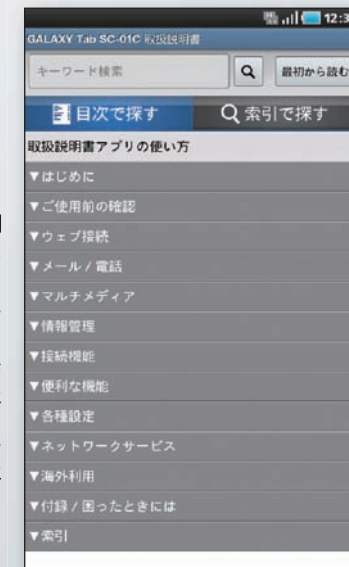 12:3
GALAXY Tab SC-01C 取扱説明書
キーワード検索
最初から読む
目次で探す
索引で探す
取扱説明書アプリの使い方
▼はじめに
▼ご使用前の確認
▼ウェブ接続
▼メール / 電話
▼マルチメディア
▼情報管理
▼接続機能
▼便利な機能
▼各種設定
▼ネットワークサービス
▼海外利用
▼付録 / 困ったときには
▼索引